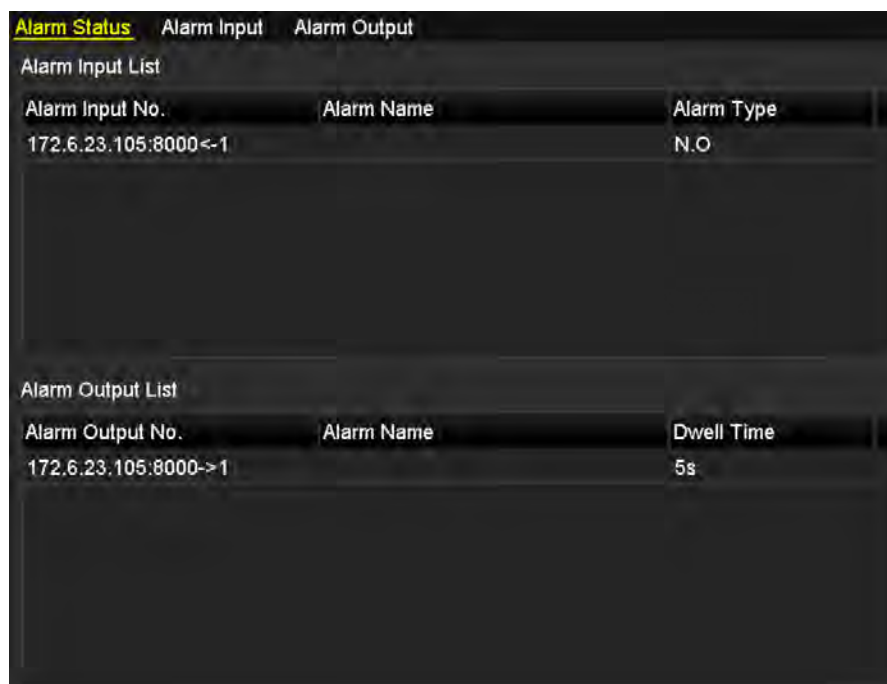 Alarm Status Alarm Input Alarm Output
Alarm Input List
Alarm Input No. Alarm Name Alarm Type
172.6.23.105:8000<-1 N.O
Alarm Output List
Alarm Output No. Alarm Name Dwell Time
172.6.23.105:8000->1 5s